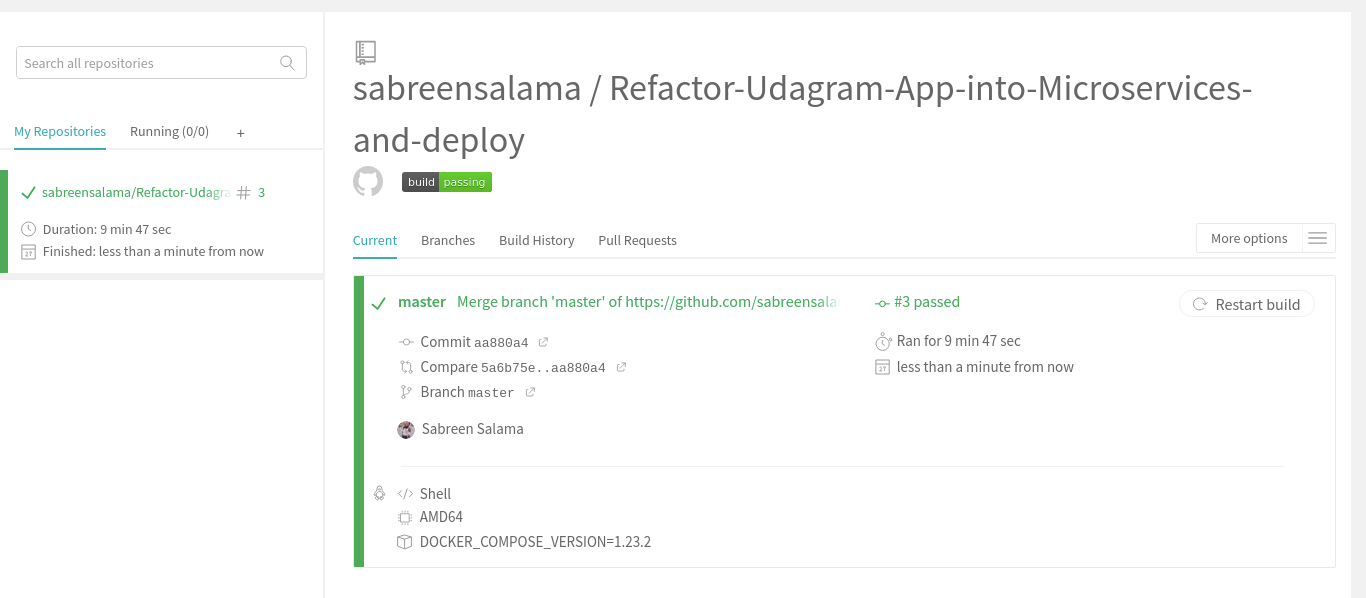 Search all repositories
My Repositories Running (0/0) +
sabreensalama/Refactor-Udagra # 3
Duration: 9 min 47 sec
27 Finished: less than a minute from now
sabreensalama / Refactor-Udagram-App-into-Microservices-
and-deploy
build passing
Current Branches Build History Pull Requests
More options
master Merge branch 'master' of https://github.com/sabreensala
#3 passed
Restart build
Commit aa880a4
Compare 5a6b75e..aa880a4
Branch master
Ran for 9 min 47 sec
27 less than a minute from now
Sabreen Salama
</> Shell
AMD64
DOCKER_COMPOSE_VERSION=1.23.2